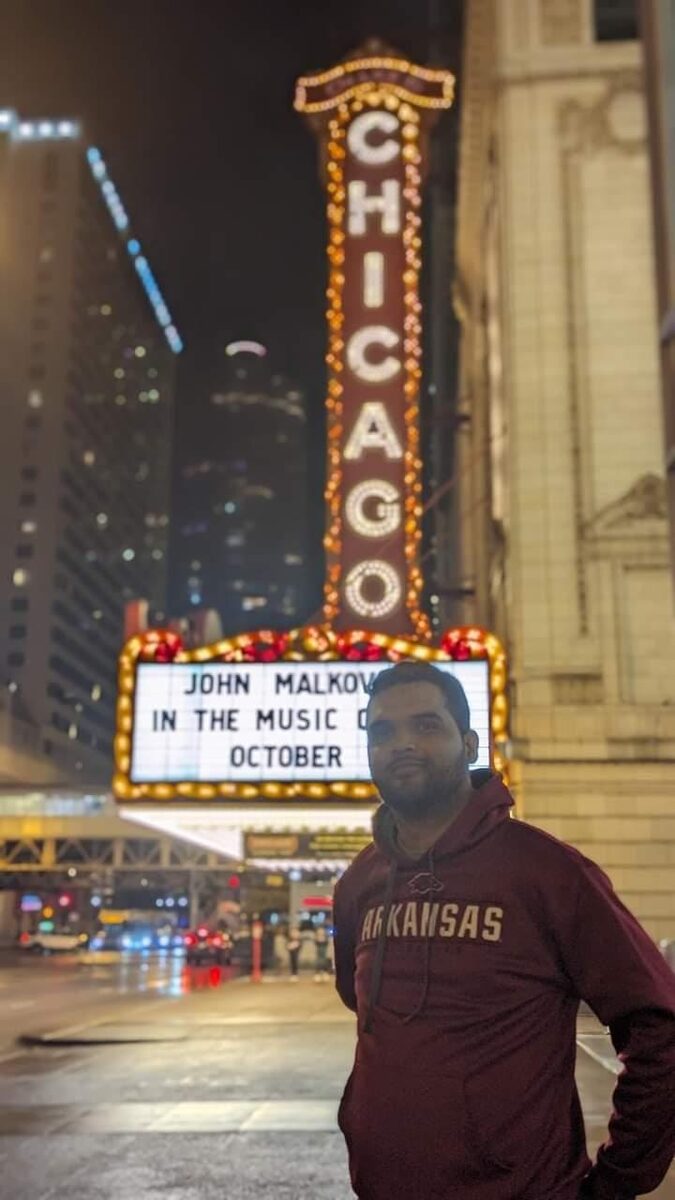 CHICAGO
JOHN MALKOV
IN THE MUSIC
OCTOBER
ARKANSAS